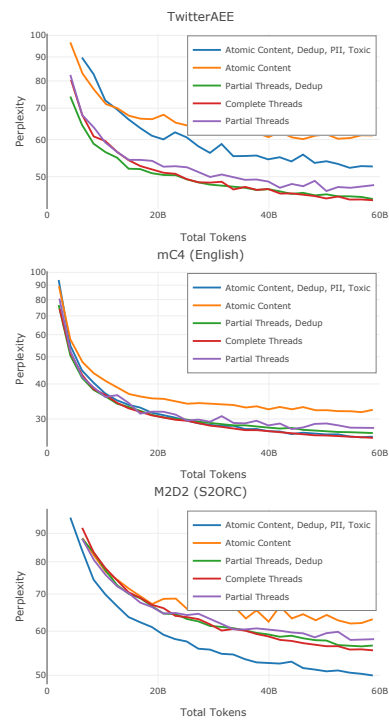 TwitterAEE
100
90
80
70
60
50
Perplexity
Atomic Content, Dedup, PII, Toxic
Atomic Content
Partial Threads, Dedup
Complete Threads
Partial Threads
0
20B
40B
60B
Total Tokens
mC4 (English)
100
90
80
70
60
50
40
30
Perplexity
Atomic Content, Dedup, PII, Toxic
Atomic Content
Partial Threads, Dedup
Complete Threads
Partial Threads
0
20B
40B
60B
Total Tokens
M2D2 (S2ORC)
90
80
70
60
50
Perplexity
Atomic Content, Dedup, PII, Toxic
Atomic Content
Partial Threads, Dedup
Complete Threads
Partial Threads
0
20B
40B
60B
Total Tokens